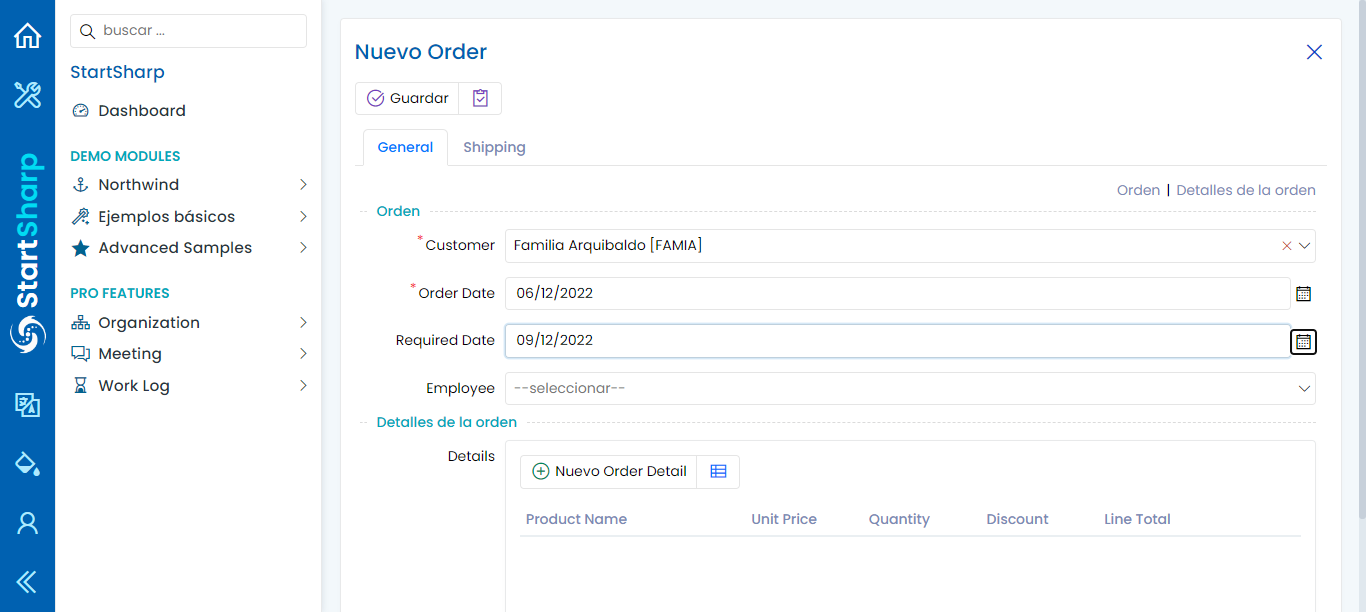 buscar ...
StartSharp
Dashboard
DEMO MODULES
Northwind
Ejemplos básicos
Advanced Samples
PRO FEATURES
Organization
Meeting
Work Log
StartSharp
Nuevo Order
Guardar
General Shipping
Orden | Detalles de la orden
Orden
*Customer Familia Arquibaldo [FAMIA]
*Order Date 06/12/2022
Required Date 09/12/2022
Employee --seleccionar--
Detalles de la orden
Details
Nuevo Order Detail
Product Name Unit Price Quantity Discount Line Total